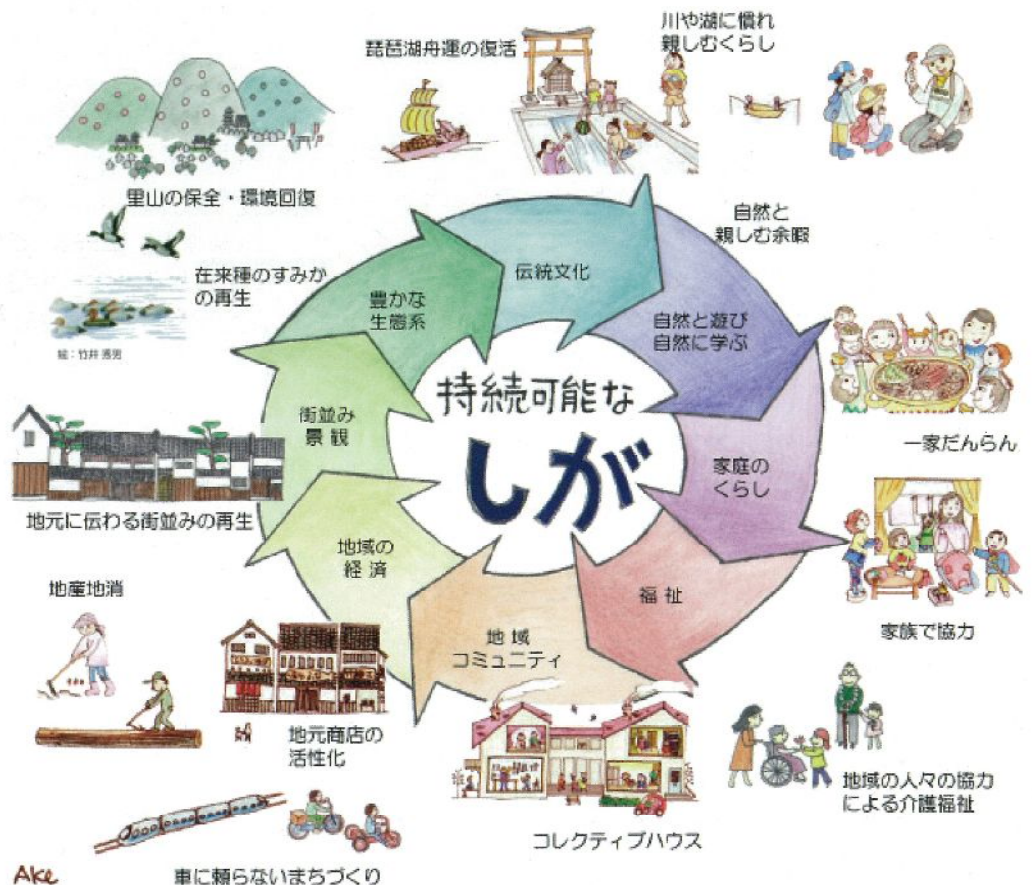 琵琶湖舟運の復活
川や湖に慣れ
親しむくらし
里山の保全・環境回復
自然と
親しむ余暇
在来種のすみか
の再生
伝統文化
豊かな
生態系
自然と遊び
自然に学ぶ
持続可能な
しが
街並み
景観
家庭の
くらし
一家だんらん
地元に伝わる街並みの再生
地域の
経済
福祉
地産地消
家族で協力
地域
コミュニティ
地元商店の
活性化
地域の人々の協力
による介護福祉
コレクティブハウス
車に頼らないまちづくり
Ake